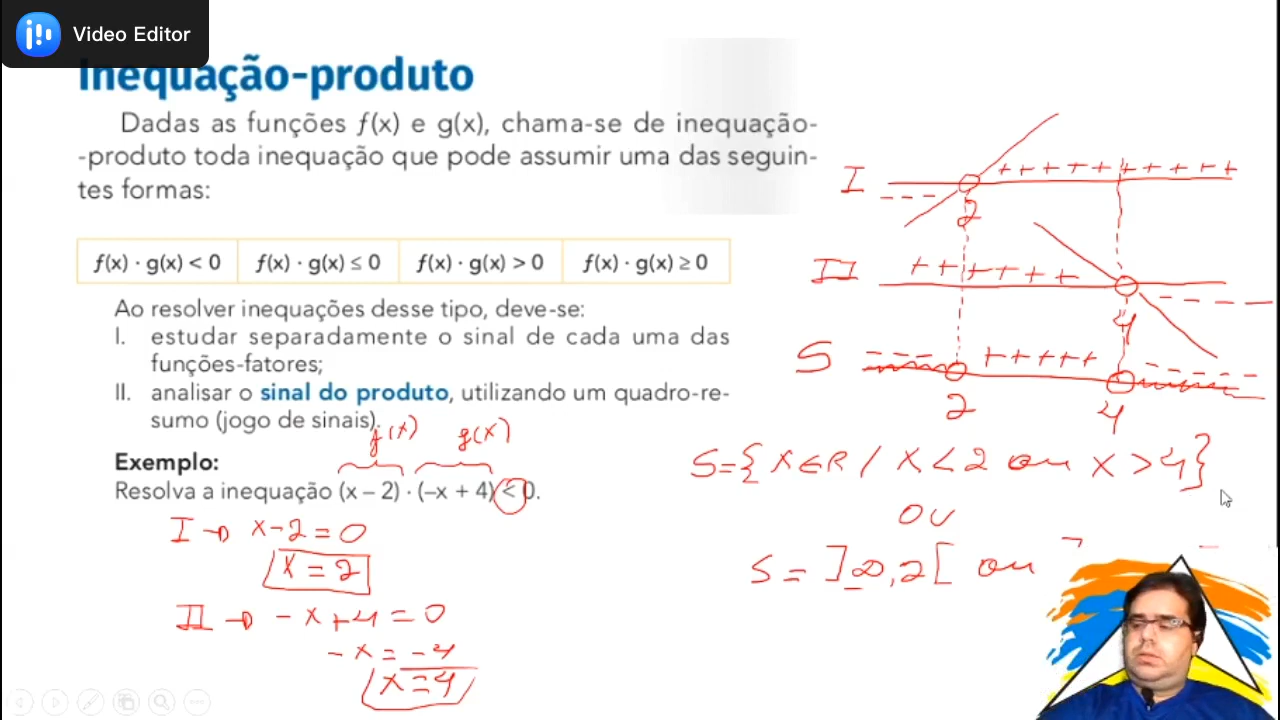 Video Editor
Inequação-produto
Dadas as funções f(x) e g(x), chama-se de inequação-
-produto toda inequação que pode assumir uma das seguin-
tes formas:
f(x) · g(x) < 0 f(x) · g(x) ≤ 0 f(x) · g(x) > 0 f(x) · g(x) ≥ 0
Ao resolver inequações desse tipo, deve-se:
I. estudar separadamente o sinal de cada uma das
funções-fatores;
II. analisar o sinal do produto, utilizando um quadro-re-
sumo (jogo de sinais).
f(x) g(x)
Exemplo:
Resolva a inequação (x – 2) · (–x + 4) < 0.
I → x - 2 = 0
x = 2
II → - x + 4 = 0
- x = - 4
x = 4
I - - - + + + + + + + + + + +
2
II + + + + + + + - - - - -
4
S - - - - + + + + + - - - - - -
2 4
S = { x ∈ R / x < 2 ou x > 4 }
OU
S = ] -∞, 2 [ ou ]